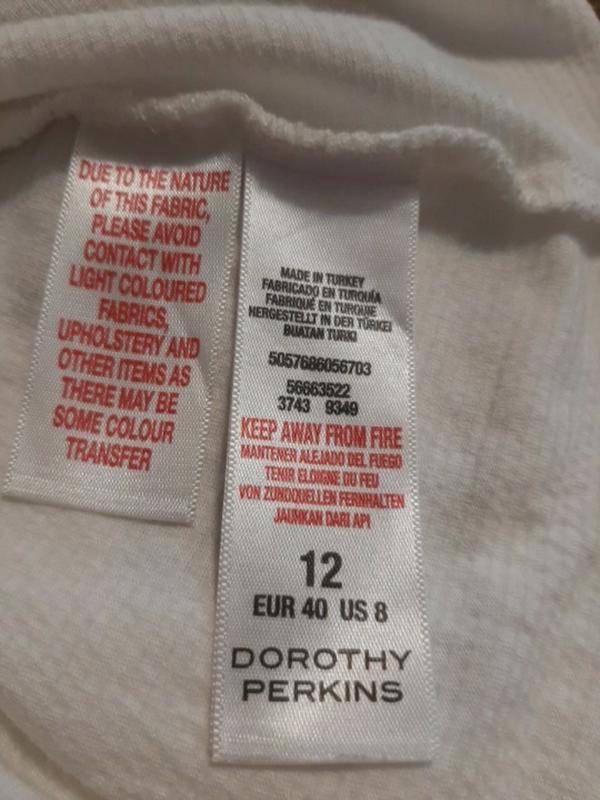 DUE TO THE NATURE
OF THIS FABRIC,
PLEASE AVOID
CONTACT WITH
LIGHT COLOURED
FABRICS,
UPHOLSTERY AND
OTHER ITEMS AS
THERE MAY BE
SOME COLOUR
TRANSFER
MADE IN TURKEY
FABRICADO EN TURQUÍA
FABRIQUÉ EN TURQUIE
HERGESTELLT IN DER TÜRKEI
BUATAN TURKI
5057686056703
56663522
3743 9349
KEEP AWAY FROM FIRE
MANTENER ALEJADO DEL FUEGO
TENIR ELOIGNE DU FEU
VON ZUNDQUELLEN FERNHALTEN
JAUHKAN DARI API
12
EUR 40 US 8
DOROTHY
PERKINS